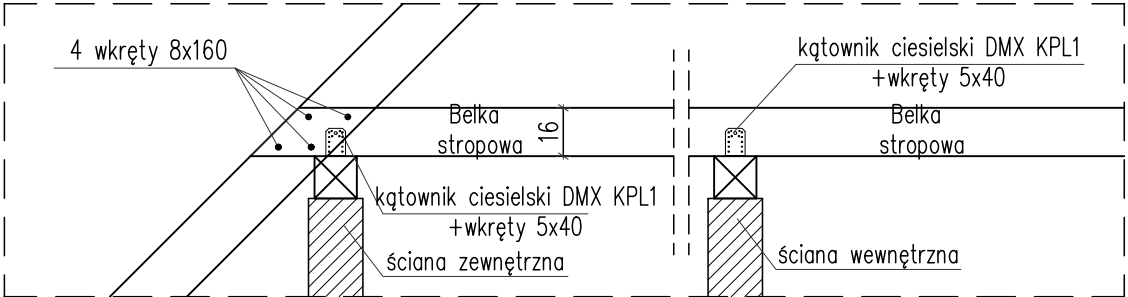 4 wkręty 8x160
kątownik ciesielski DMX KPL1
+wkręty 5x40
Belka
stropowa
16
Belka
stropowa
kątownik ciesielski DMX KPL1
+wkręty 5x40
ściana zewnętrzna
ściana wewnętrzna